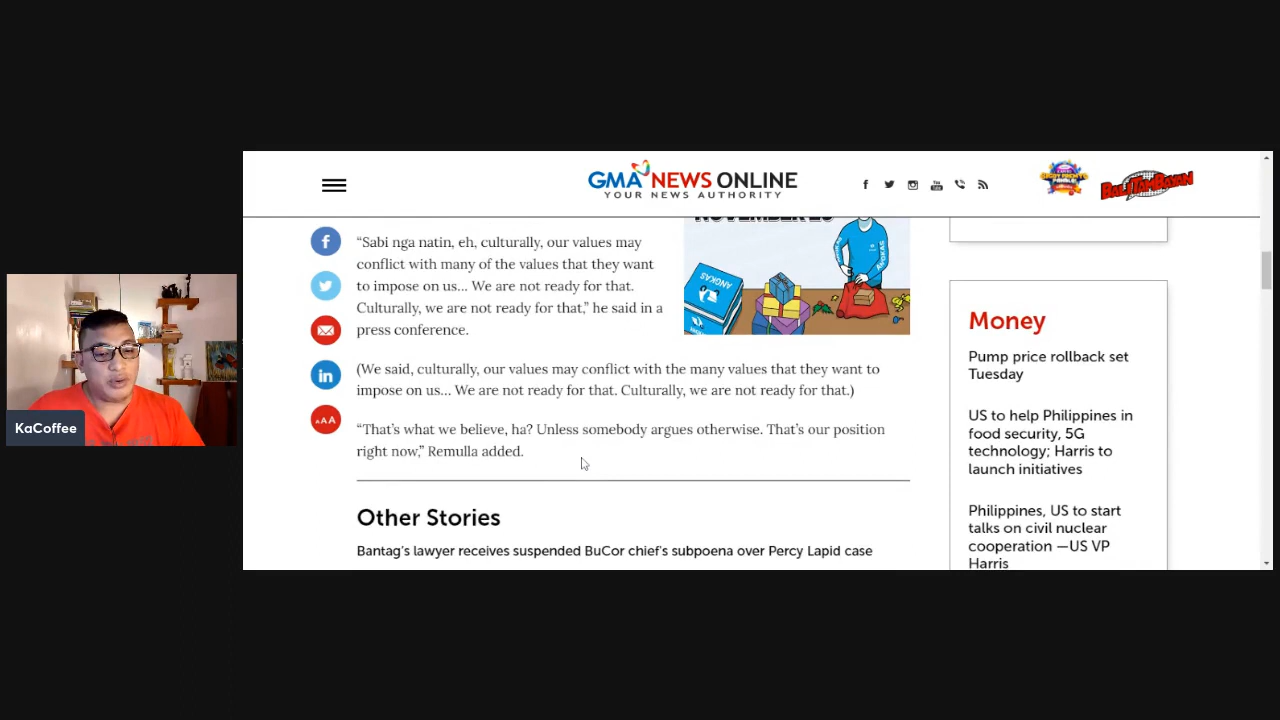 GMA NEWS ONLINE
YOUR NEWS AUTHORITY
BALITAMBAYAN
NOVEMBER
ANGKAS
ANGKAS
“Sabi nga natin, eh, culturally, our values may
conflict with many of the values that they want
to impose on us... We are not ready for that.
Culturally, we are not ready for that,” he said in a
press conference.
(We said, culturally, our values may conflict with the many values that they want to
impose on us... We are not ready for that. Culturally, we are not ready for that.)
“That’s what we believe, ha? Unless somebody argues otherwise. That’s our position
right now,” Remulla added.
AAA
Other Stories
Bantag’s lawyer receives suspended BuCor chief’s subpoena over Percy Lapid case
Money
Pump price rollback set
Tuesday
US to help Philippines in
food security, 5G
technology; Harris to
launch initiatives
Philippines, US to start
talks on civil nuclear
cooperation —US VP
Harris
KaCoffee